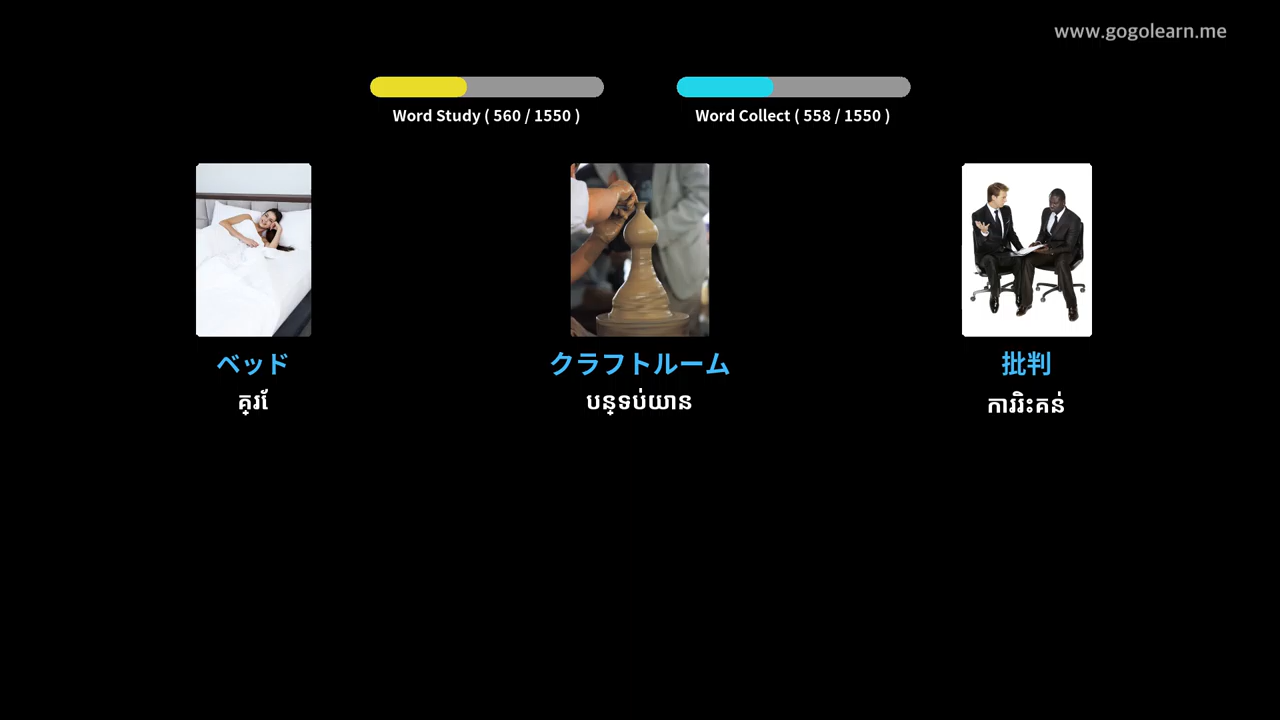 www.gogolearn.me
Word Study ( 560 / 1550 )
Word Collect ( 558 / 1550 )
ベッド
គ្រែ
クラフトルーム
បន្ទប់យាន
批判
ការរិះគន់